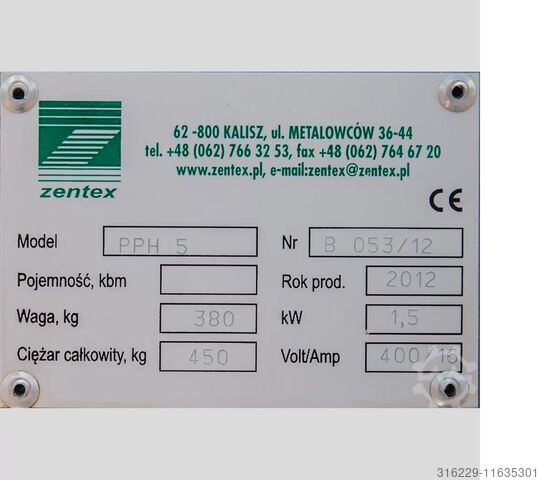 62 -800 KALISZ, ul. METALOWCÓW 36-44
tel. +48 (062) 766 32 53, fax +48 (062) 764 67 20
www.zentex.pl, e-mail:zentex@zentex.pl
zentex
CE
Model PPH 5 Nr B 053/12
Pojemność, kbm Rok prod. 2012
Waga, kg 380 kW 1,5
Ciężar całkowity, kg 450 Volt/Amp 400/16
316229-11635301